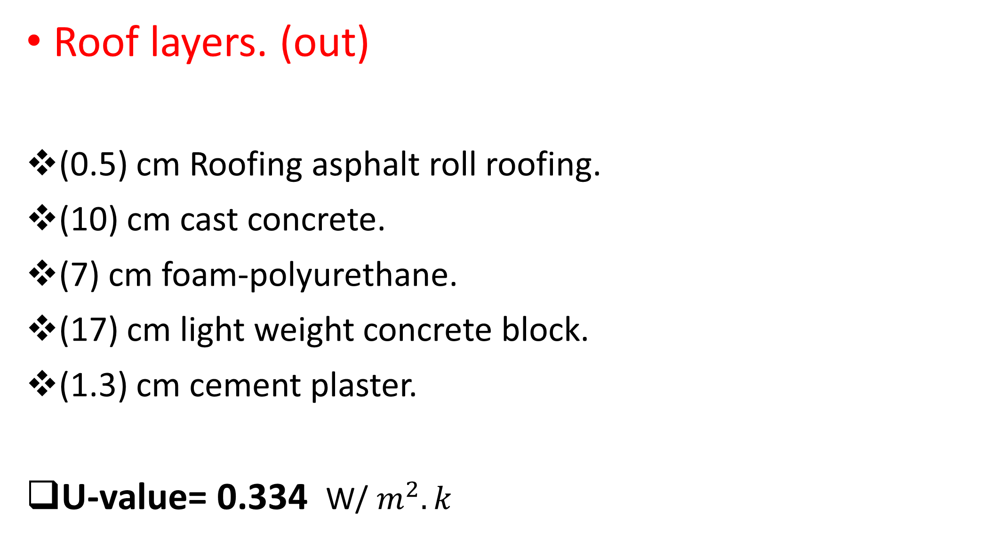 • Roof layers. (out)
❖(0.5) cm Roofing asphalt roll roofing.
❖(10) cm cast concrete.
❖(7) cm foam-polyurethane.
❖(17) cm light weight concrete block.
❖(1.3) cm cement plaster.
❑U-value= 0.334 W/ m².k